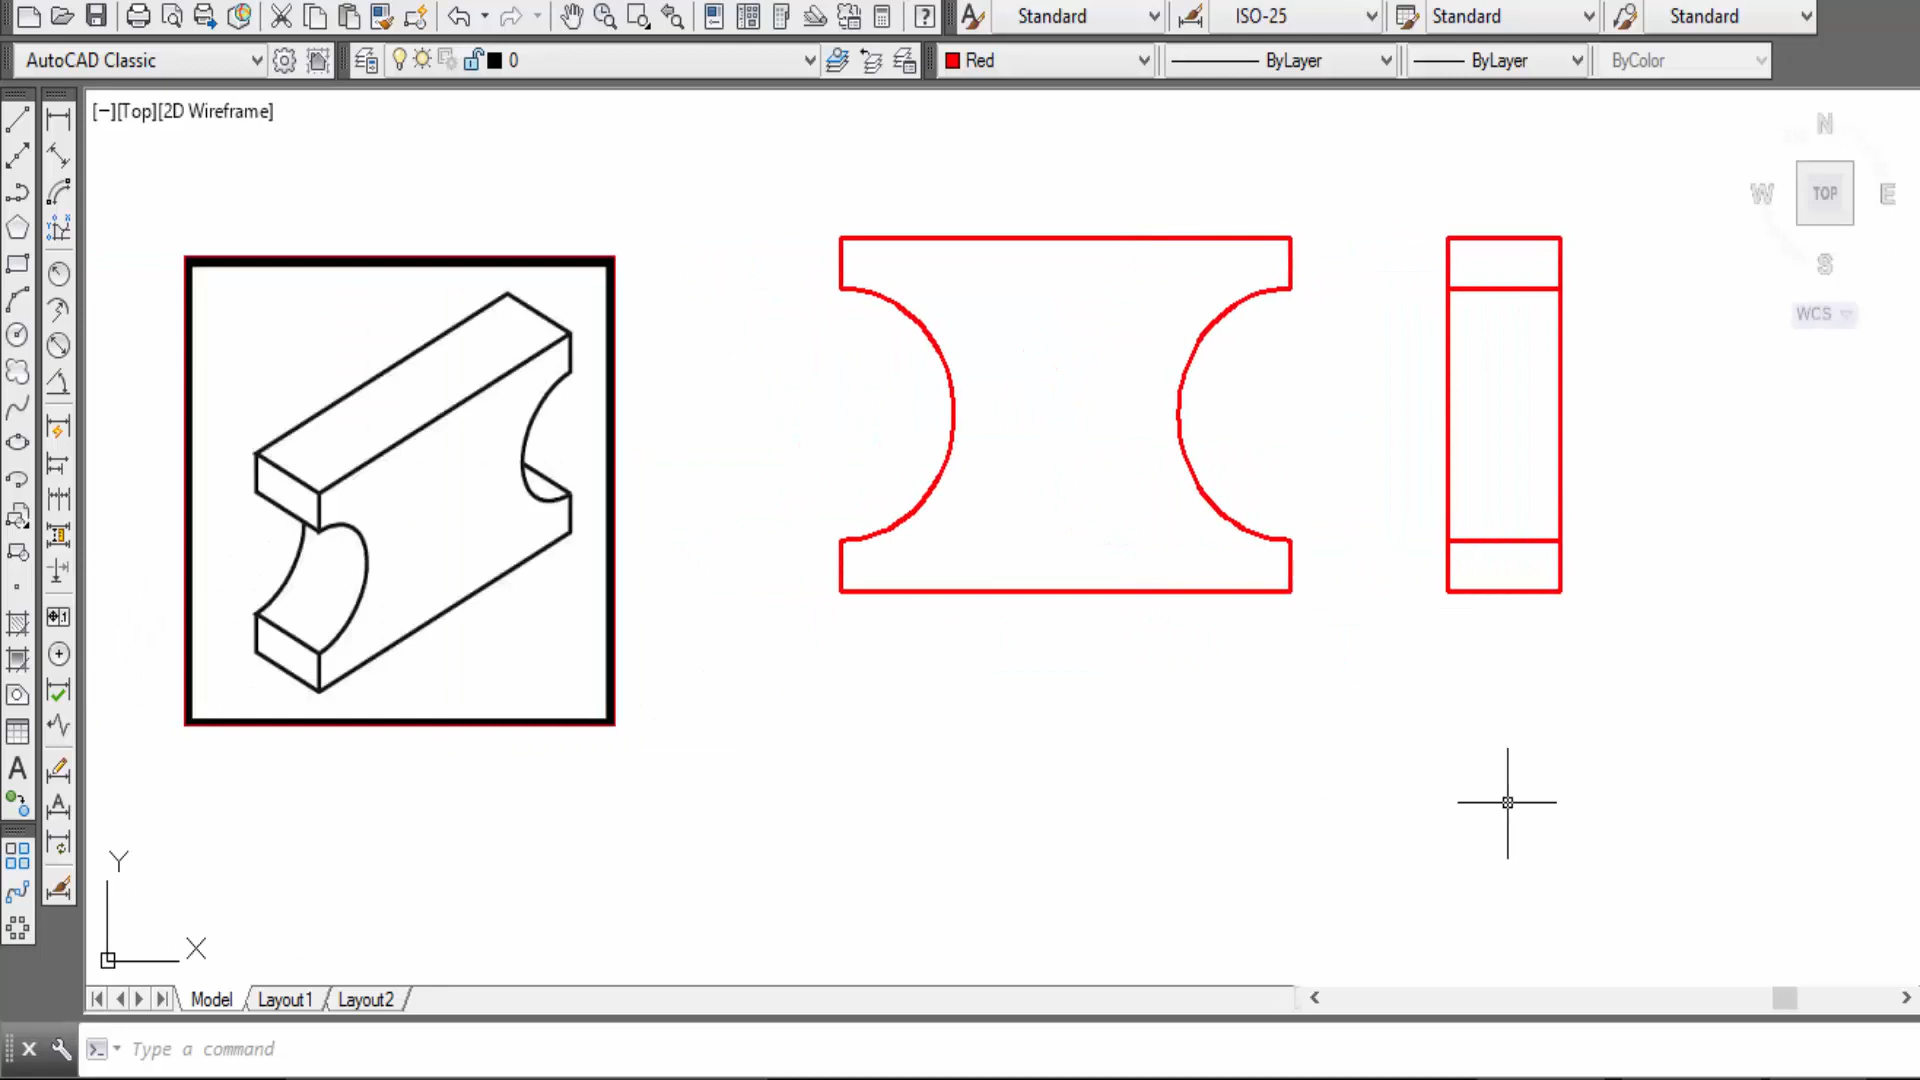 Standard ISO-25 Standard Standard
AutoCAD Classic 0 Red ByLayer ByLayer ByColor
[−][Top][2D Wireframe]
N
W TOP E
S
WCS
Y
X
Model Layout1 Layout2
Type a command